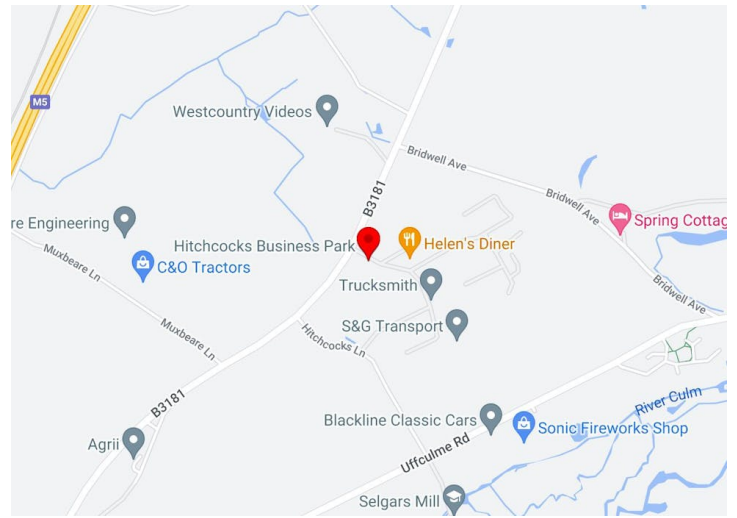 M5
Westcountry Videos
Bridwell Ave
Bridwell Ave
B3181
Spring Cottag
re Engineering
Hitchcocks Business Park
Helen's Diner
Muxbeare Ln
C&O Tractors
Trucksmith
Bridwell Ave
S&G Transport
Muxbeare Ln
Hitchcocks Ln
B3181
River Culm
Blackline Classic Cars
Sonic Fireworks Shop
Agrii
Uffculme Rd
Selgars Mill